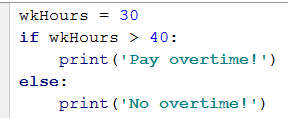 wkHours = 30
if wkHours > 40:
    print('Pay overtime!')
else:
    print('No overtime!')